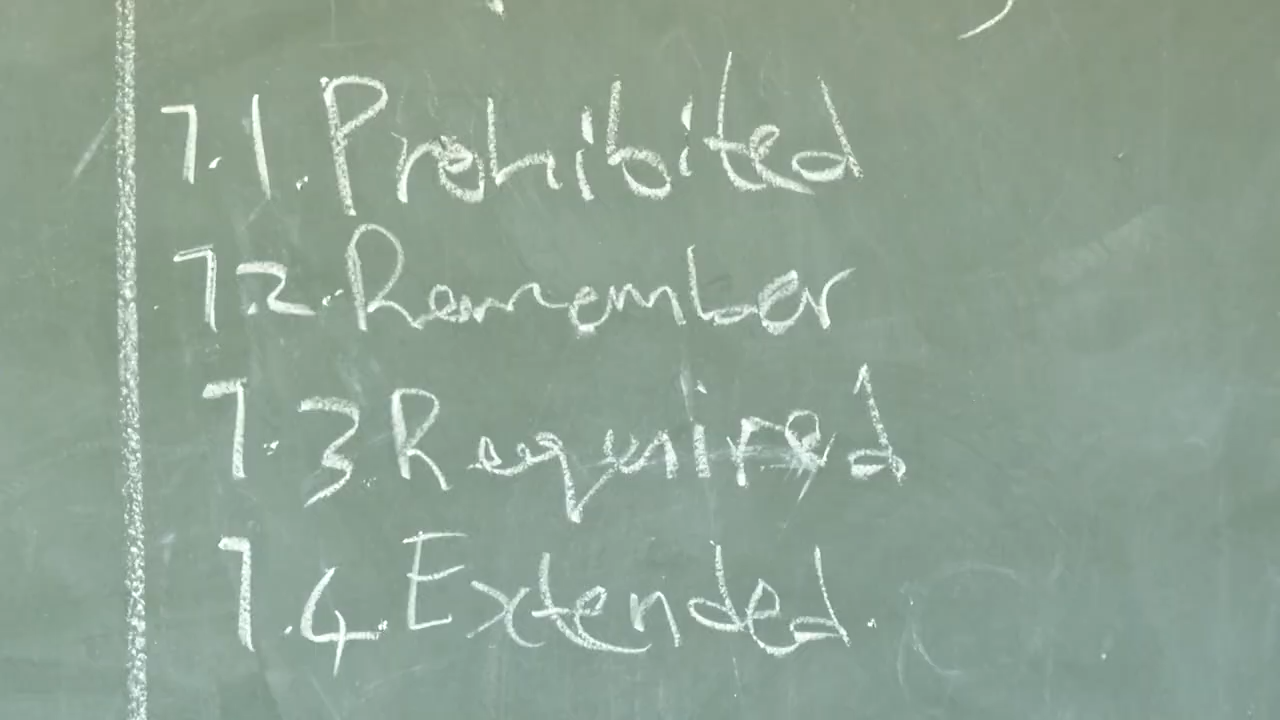 7.1. Prohibited
7.2. Remember
7.3 Required
7.4. Extended.